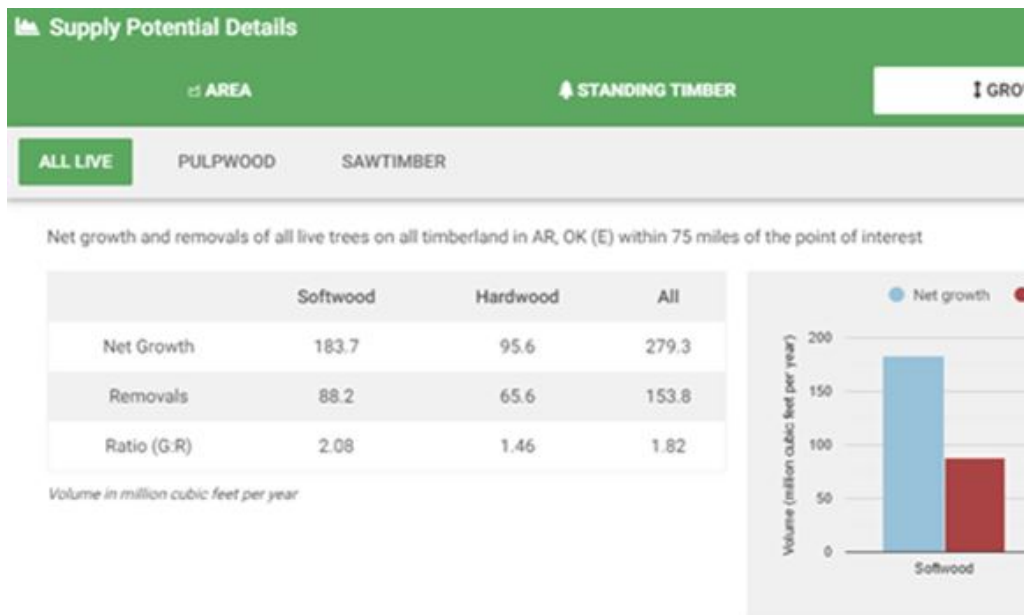 Supply Potential Details
AREA
STANDING TIMBER
GRO
ALL LIVE
PULPWOOD
SAWTIMBER
Net growth and removals of all live trees on all timberland in AR, OK (E) within 75 miles of the point of interest
Softwood Hardwood All
Net Growth 183.7 95.6 279.3
Removals 88.2 65.6 153.8
Ratio (G:R) 2.08 1.46 1.82
Volume in million cubic feet per year
Net growth
Volume (million cubic feet per year)
200
150
100
50
0
Softwood